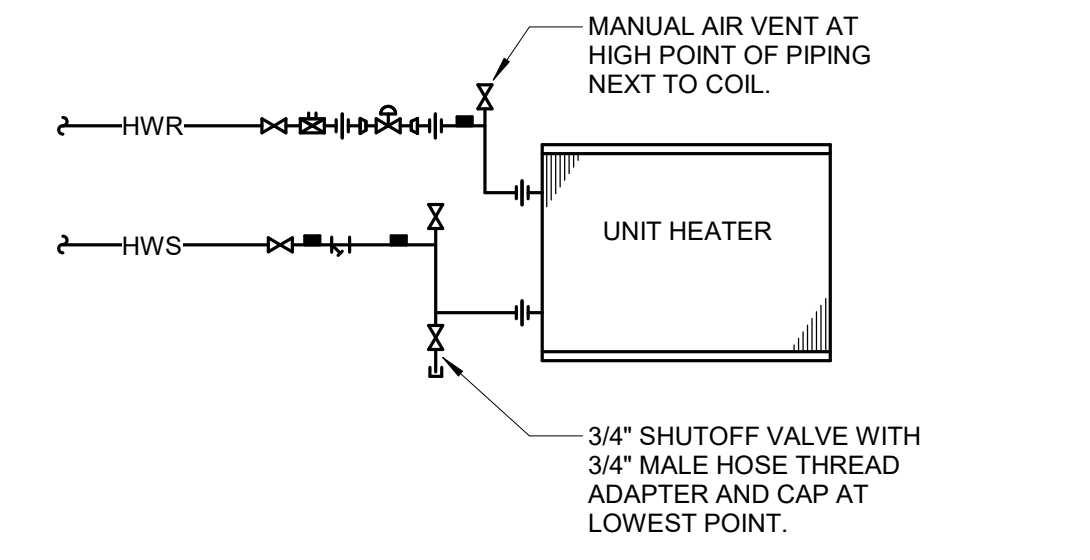 MANUAL AIR VENT AT
HIGH POINT OF PIPING
NEXT TO COIL.
HWR
UNIT HEATER
HWS
3/4" SHUTOFF VALVE WITH
3/4" MALE HOSE THREAD
ADAPTER AND CAP AT
LOWEST POINT.